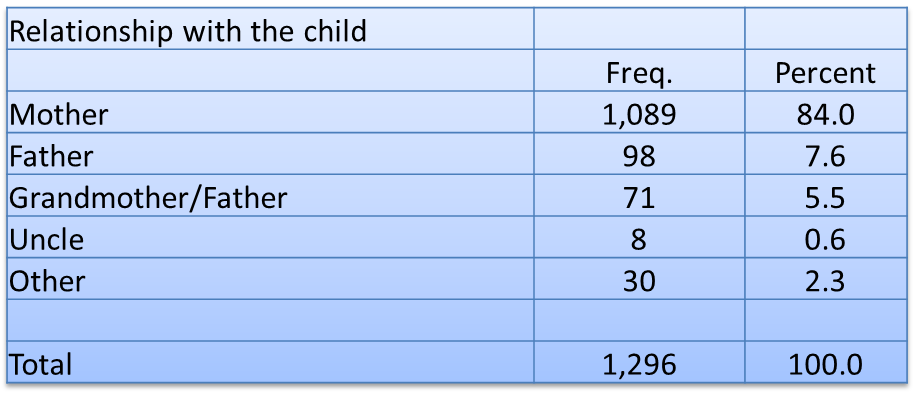 Relationship with the child
Freq. Percent
Mother 1,089 84.0
Father 98 7.6
Grandmother/Father 71 5.5
Uncle 8 0.6
Other 30 2.3
Total 1,296 100.0